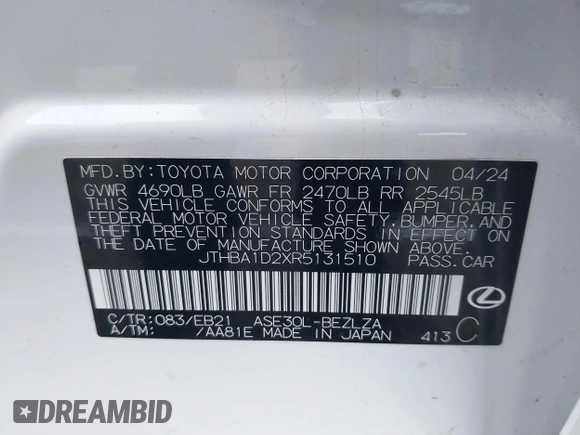 MFD. BY: TOYOTA MOTOR CORPORATION 04/24
GVWR 4690LB GAWR FR 2470LB RR 2545LB
THIS VEHICLE CONFORMS TO ALL APPLICABLE
FEDERAL MOTOR VEHICLE SAFETY, BUMPER, AND
THEFT PREVENTION STANDARDS IN EFFECT ON
THE DATE OF MANUFACTURE SHOWN ABOVE.
JTHBA1D2XR5131510 PASS. CAR
C/TR: 083/EB21 ASE30L-BEZLZA
A/TM: /AA81E MADE IN JAPAN 413 C
DREAMBID